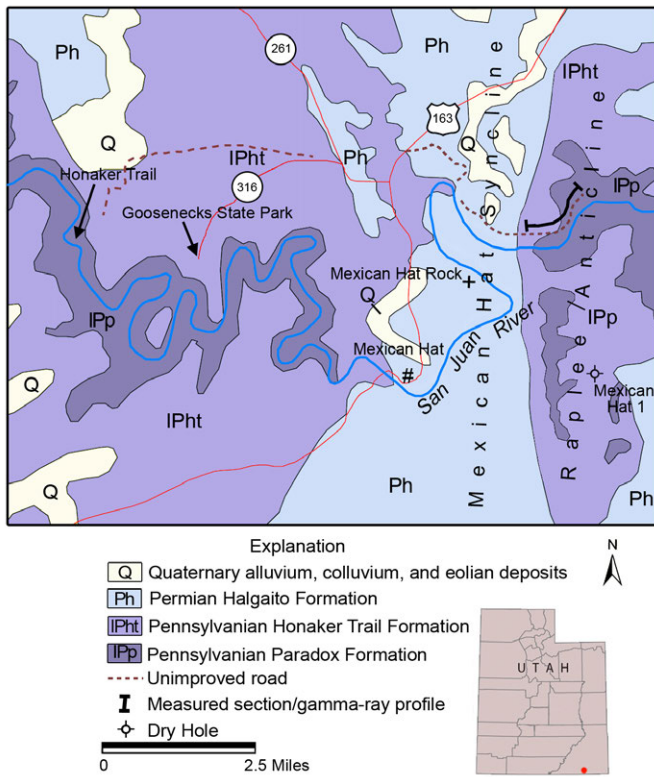 Ph
261
Ph
IPht
163
Q
Q
IPht
Ph
Honaker Trail
316
IPp
Goosenecks State Park
Mexican Hat Syncline
Raplee Anticline
Mexican Hat Rock
Q
IPp
IPp
Mexican Hat
#
San Juan River
Mexican
Hat 1
Q
IPht
Q
Ph
Ph
Explanation
N
Q Quaternary alluvium, colluvium, and eolian deposits
Ph Permian Halgaito Formation
IPht Pennsylvanian Honaker Trail Formation
IPp Pennsylvanian Paradox Formation
Unimproved road
Measured section/gamma-ray profile
Dry Hole
0 2.5 Miles
UTAH